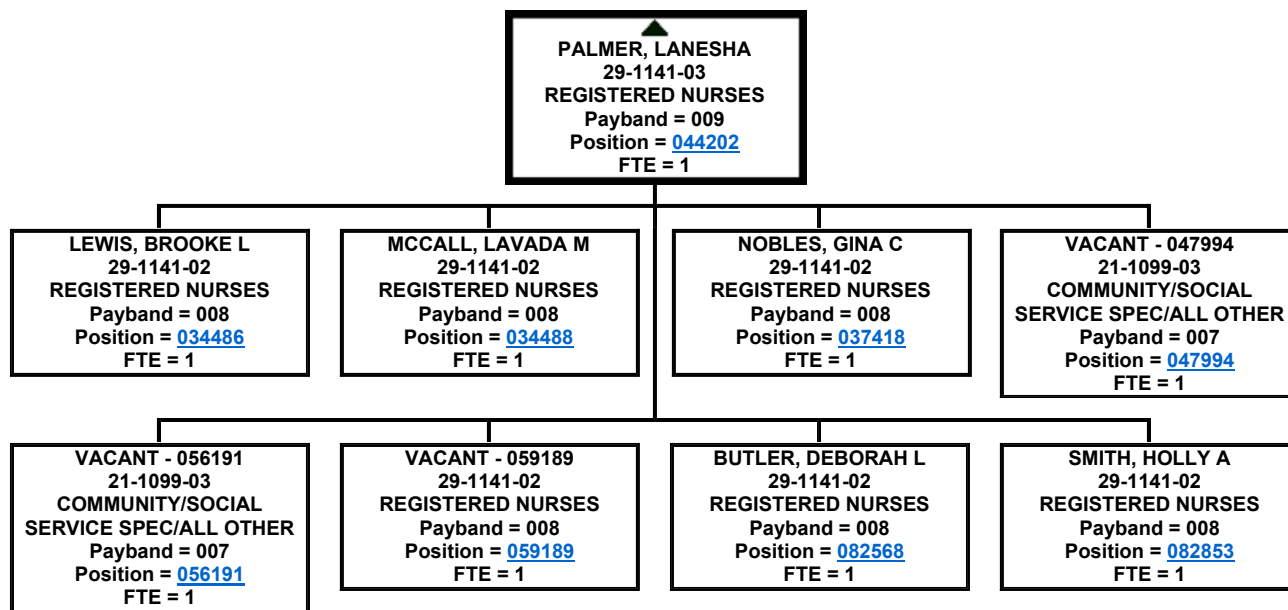 PALMER, LANESHA
29-1141-03
REGISTERED NURSES
Payband = 009
Position = 044202
FTE = 1
LEWIS, BROOKE L
29-1141-02
REGISTERED NURSES
Payband = 008
Position = 034486
FTE = 1
MCCALL, LAVADA M
29-1141-02
REGISTERED NURSES
Payband = 008
Position = 034488
FTE = 1
NOBLES, GINA C
29-1141-02
REGISTERED NURSES
Payband = 008
Position = 037418
FTE = 1
VACANT - 047994
21-1099-03
COMMUNITY/SOCIAL
SERVICE SPEC/ALL OTHER
Payband = 007
Position = 047994
FTE = 1
VACANT - 056191
21-1099-03
COMMUNITY/SOCIAL
SERVICE SPEC/ALL OTHER
Payband = 007
Position = 056191
FTE = 1
VACANT - 059189
29-1141-02
REGISTERED NURSES
Payband = 008
Position = 059189
FTE = 1
BUTLER, DEBORAH L
29-1141-02
REGISTERED NURSES
Payband = 008
Position = 082568
FTE = 1
SMITH, HOLLY A
29-1141-02
REGISTERED NURSES
Payband = 008
Position = 082853
FTE = 1